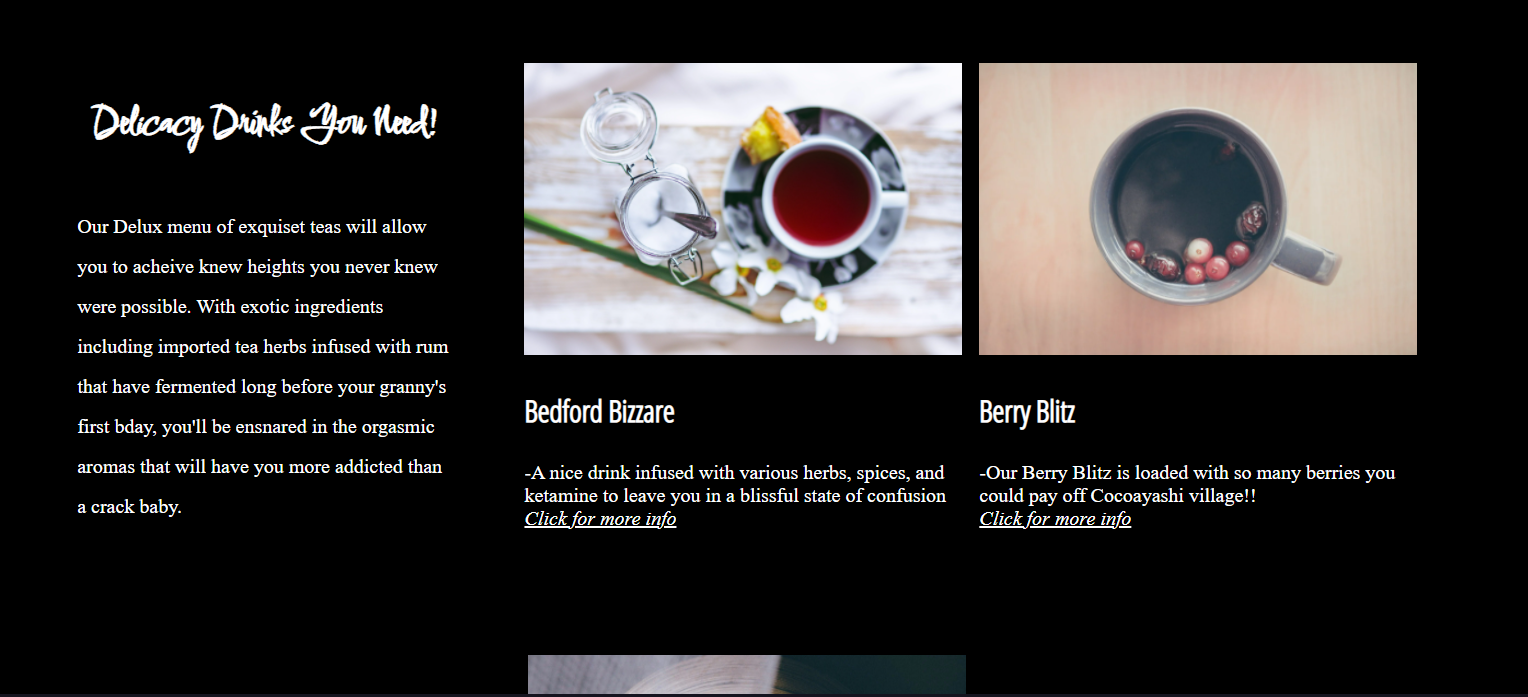 Delicacy Drinks You Need!
Our Delux menu of exquiset teas will allow
you to acheive knew heights you never knew
were possible. With exotic ingredients
including imported tea herbs infused with rum
that have fermented long before your granny's
first bday, you'll be ensnared in the orgasmic
aromas that will have you more addicted than
a crack baby.
Bedford Bizzare
-A nice drink infused with various herbs, spices, and
ketamine to leave you in a blissful state of confusion
Click for more info
Berry Blitz
-Our Berry Blitz is loaded with so many berries you
could pay off Cocoayashi village!!
Click for more info